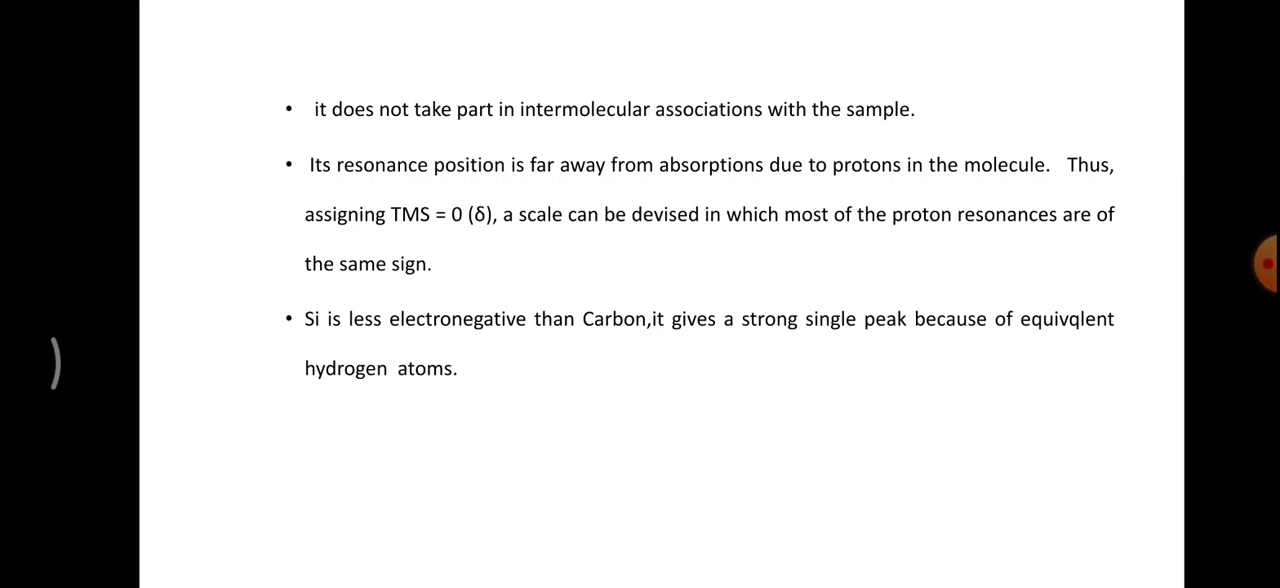 • it does not take part in intermolecular associations with the sample.
• Its resonance position is far away from absorptions due to protons in the molecule. Thus,
assigning TMS = 0 (δ), a scale can be devised in which most of the proton resonances are of
the same sign.
• Si is less electronegative than Carbon,it gives a strong single peak because of equivqlent
hydrogen atoms.